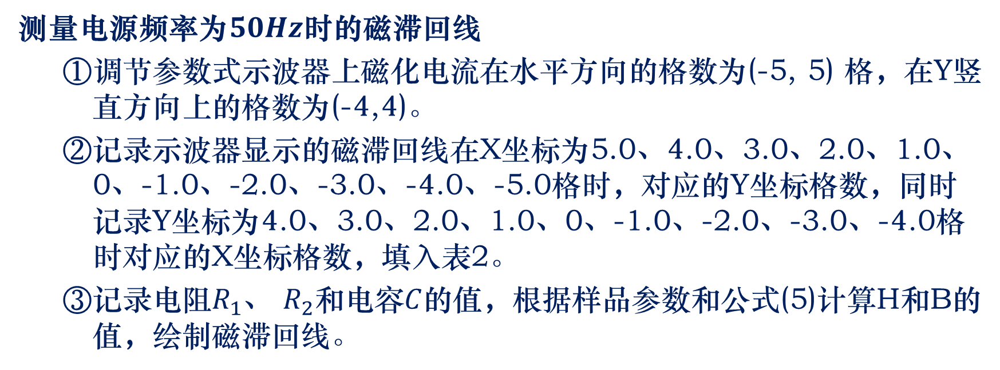 测量电源频率为50Hz时的磁滞回线
①调节参数式示波器上磁化电流在水平方向的格数为(-5, 5) 格，在Y竖
直方向上的格数为(-4,4)。
②记录示波器显示的磁滞回线在X坐标为5.0、4.0、3.0、2.0、1.0、
0、-1.0、-2.0、-3.0、-4.0、-5.0格时，对应的Y坐标格数，同时
记录Y坐标为4.0、3.0、2.0、1.0、0、-1.0、-2.0、-3.0、-4.0格
时对应的X坐标格数，填入表2。
③记录电阻R₁、 R₂和电容C的值，根据样品参数和公式(5)计算H和B的
值，绘制磁滞回线。